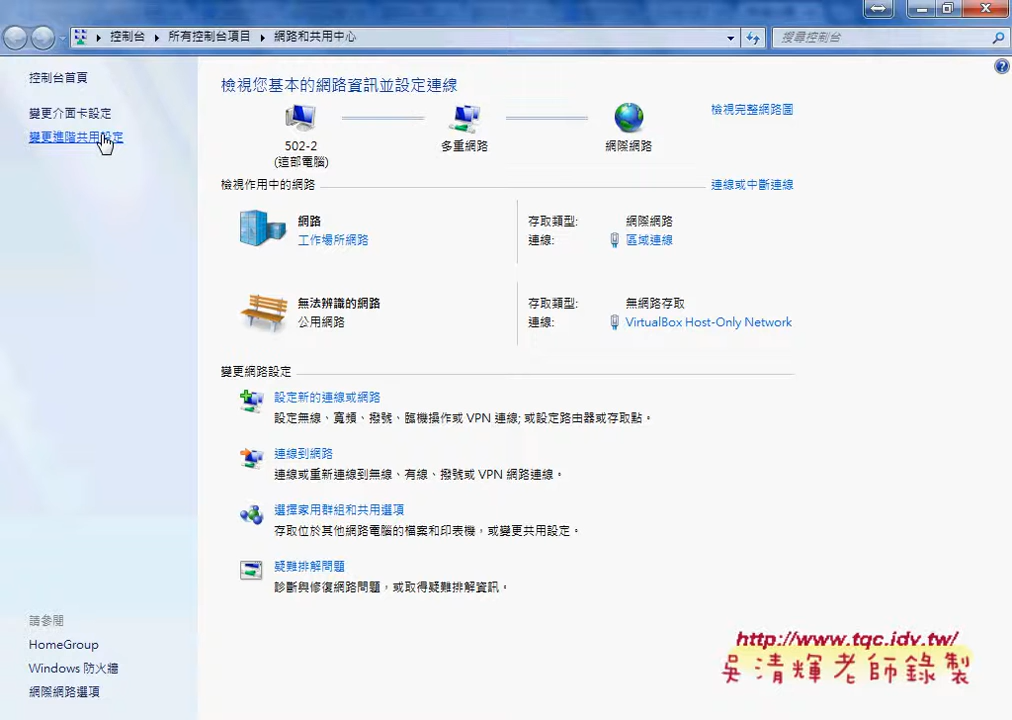 控制台 ▸ 所有控制台項目 ▸ 網路和共用中心
搜尋控制台
控制台首頁
變更介面卡設定
變更進階共用設定
檢視您基本的網路資訊並設定連線
502-2
(這部電腦)
多重網路
網際網路
檢視完整網路圖
檢視作用中的網路
連線或中斷連線
網路
工作場所網路
存取類型: 網際網路
連線: 區域連線
無法辨識的網路
公用網路
存取類型: 無網路存取
連線: VirtualBox Host-Only Network
變更網路設定
設定新的連線或網路
設定無線、寬頻、撥號、臨機操作或 VPN 連線; 或設定路由器或存取點。
連線到網路
連線或重新連線到無線、有線、撥號或 VPN 網路連線。
選擇家用群組和共用選項
存取位於其他網路電腦的檔案和印表機，或變更共用設定。
疑難排解問題
診斷與修復網路問題，或取得疑難排解資訊。
請參閱
HomeGroup
Windows 防火牆
網際網路選項
http://www.tqc.idv.tw/
吳清輝老師錄製